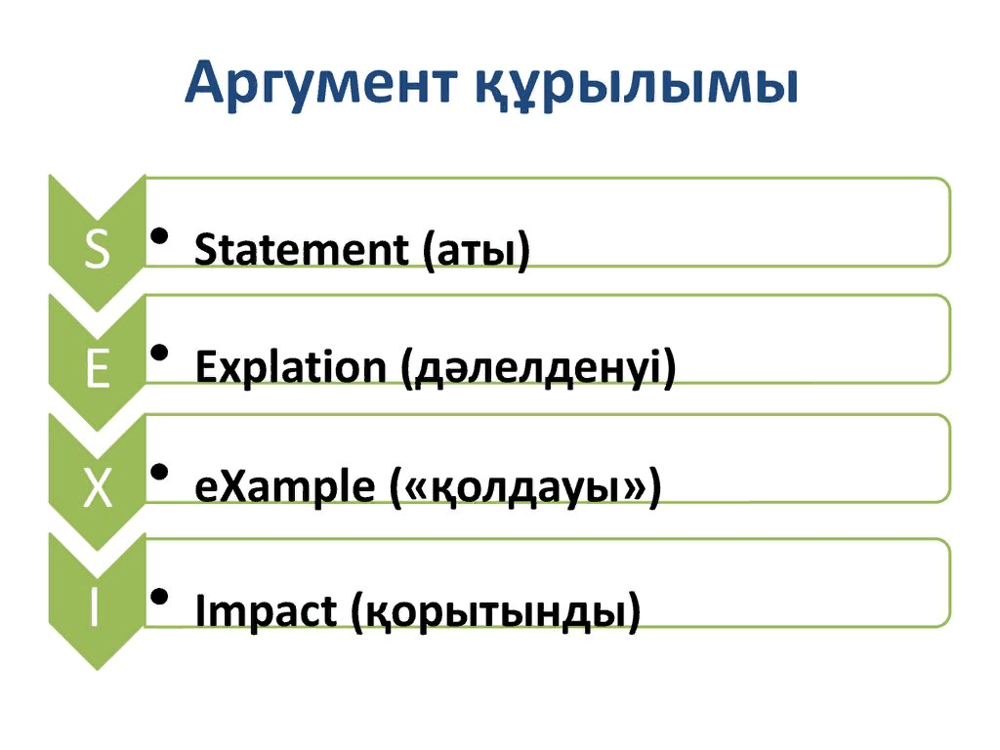 Аргумент құрылымы
S
• Statement (аты)
E
• Explation (дәлелденуі)
X
• eXample («қолдауы»)
I
• Impact (қорытынды)